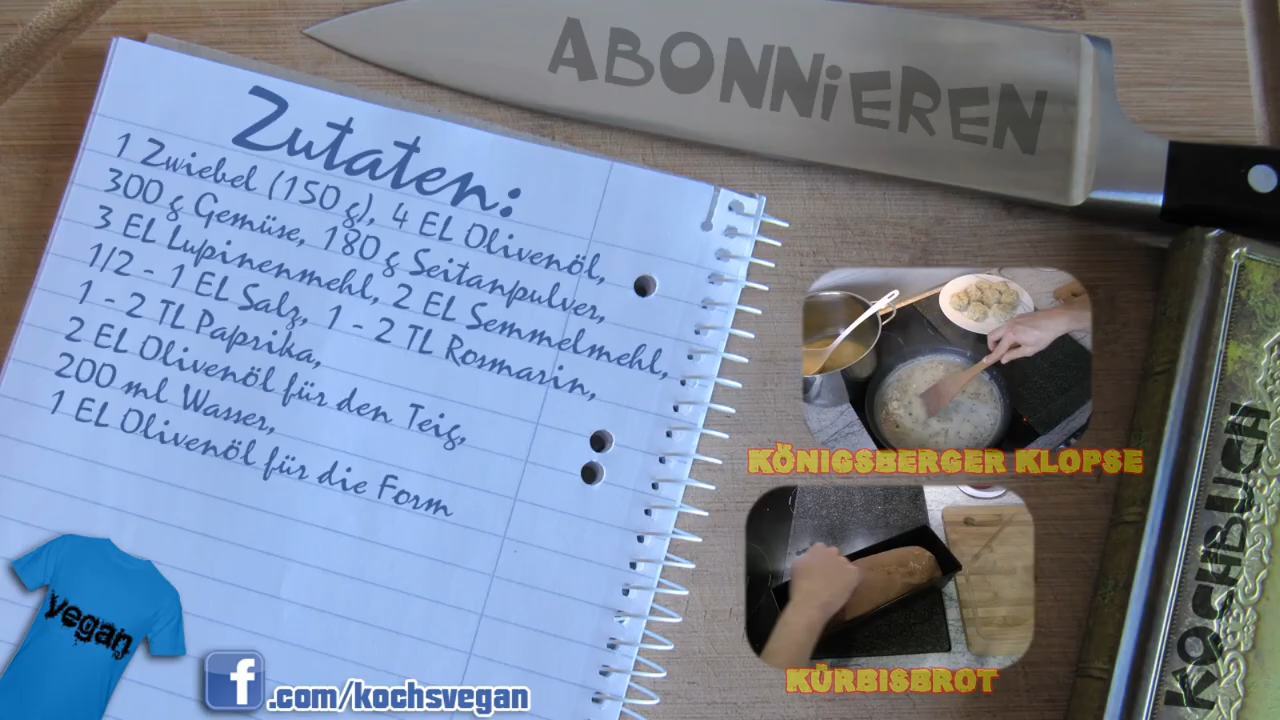 ABONNiEREN
Zutaten:
1 Zwiebel (150 g), 4 EL Olivenöl,
300 g Gemüse, 180 g Seitanpulver,
3 EL Lupinenmehl, 2 EL Semmelmehl,
1/2 - 1 EL Salz, 1 - 2 TL Rosmarin,
1 - 2 TL Paprika,
2 EL Olivenöl für den Teig,
200 ml Wasser,
1 EL Olivenöl für die Form
KÖNIGSBERGER KLOPSE
KÜRBISBROT
KOCHBUCH
vegan
f .com/kochsvegan